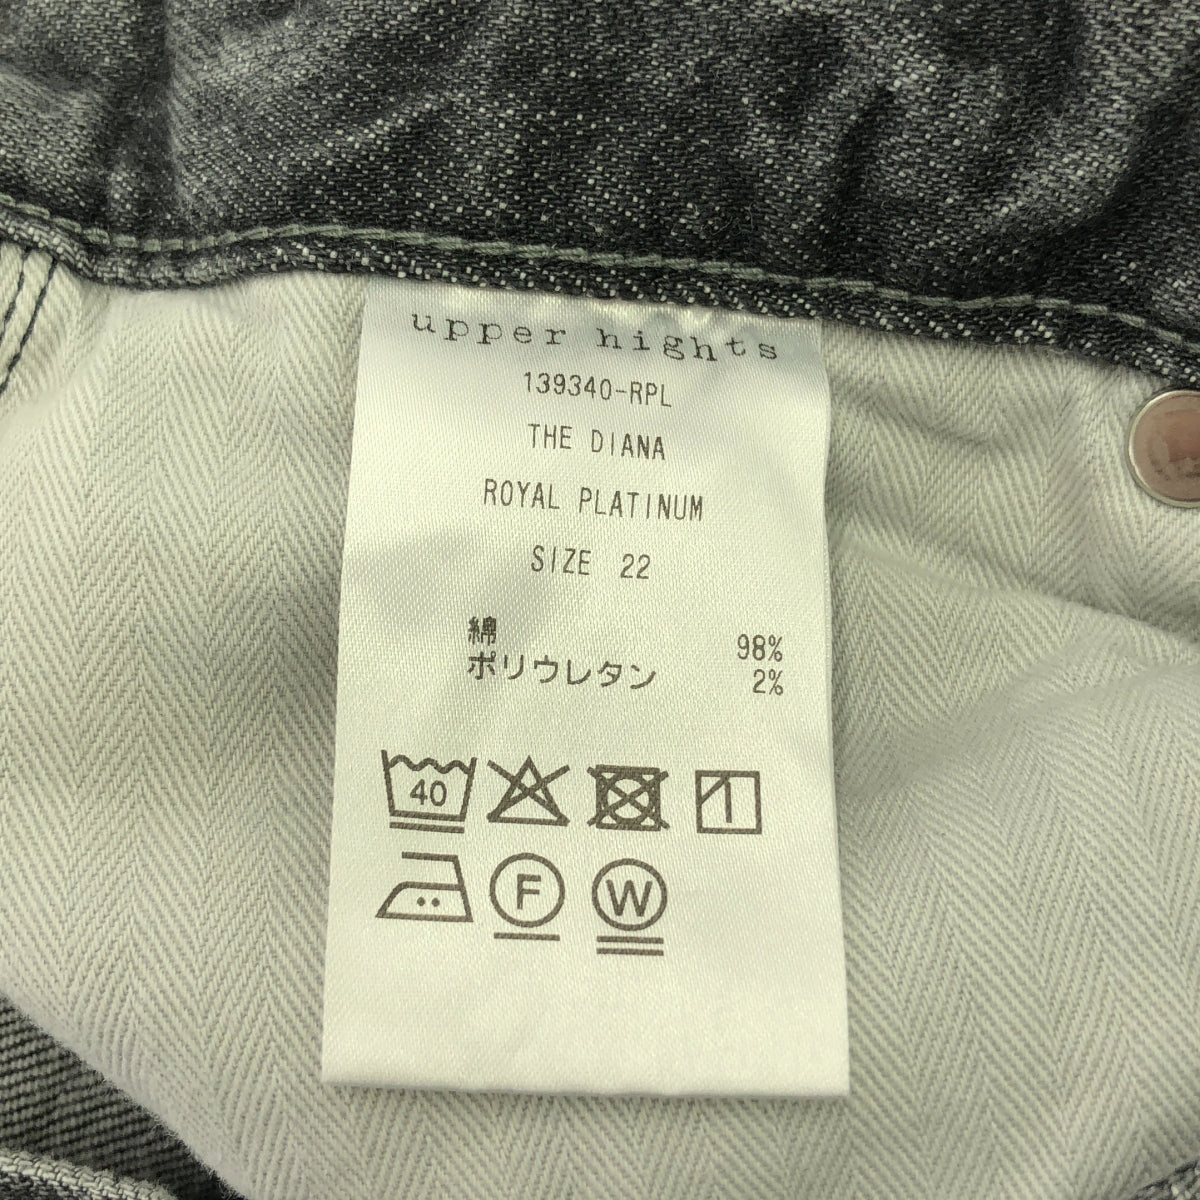 upper hights
139340-RPL
THE DIANA
ROYAL PLATINUM
SIZE 22
綿 98%
ポリウレタン 2%
40
F W